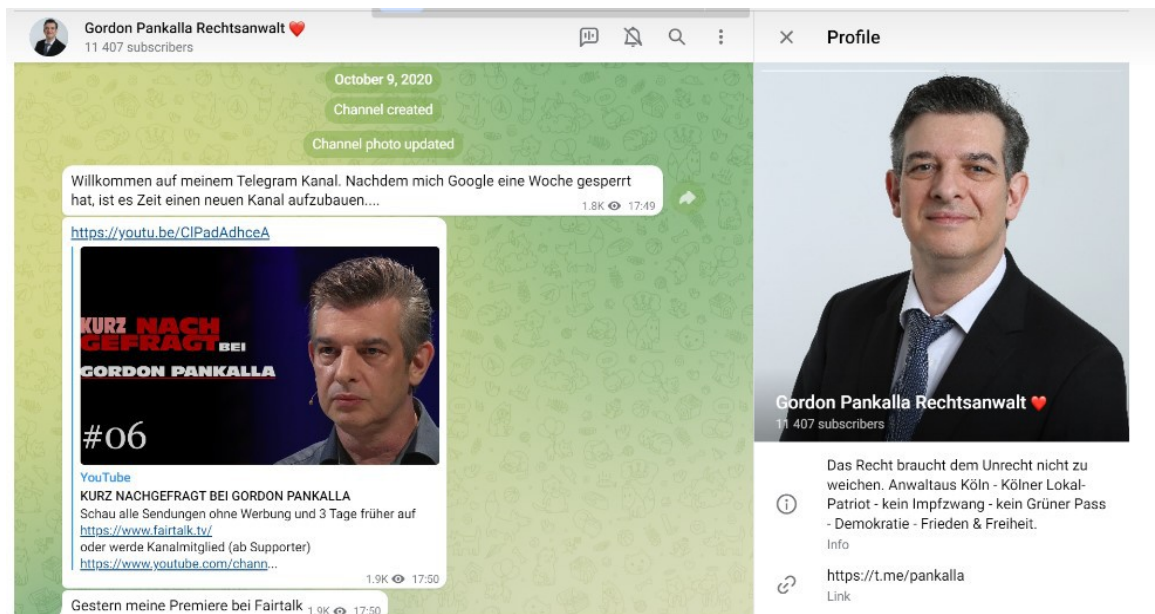 Gordon Pankalla Rechtsanwalt ❤️
11 407 subscribers
October 9, 2020
Channel created
Channel photo updated
Willkommen auf meinem Telegram Kanal. Nachdem mich Google eine Woche gesperrt
hat, ist es Zeit einen neuen Kanal aufzubauen....
1.8K 17:49
https://youtu.be/ClPadAdhceA
KURZ NACH
GEFRAGT BEI
GORDON PANKALLA
#06
YouTube
KURZ NACHGEFRAGT BEI GORDON PANKALLA
Schau alle Sendungen ohne Werbung und 3 Tage früher auf
https://www.fairtalk.tv/
oder werde Kanalmitglied (ab Supporter)
https://www.youtube.com/chann...
1.9K 17:50
Gestern meine Premiere bei Fairtalk 1.9K 17:50
Profile
Gordon Pankalla Rechtsanwalt ❤️
11 407 subscribers
Das Recht braucht dem Unrecht nicht zu
weichen. Anwaltaus Köln - Kölner Lokal-
Patriot - kein Impfzwang - kein Grüner Pass
- Demokratie - Frieden & Freiheit.
Info
https://t.me/pankalla
Link